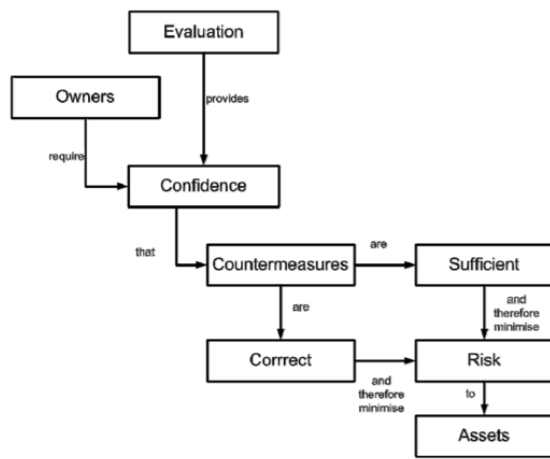 Evaluation
Owners
provides
require
Confidence
that
Countermeasures
are
Sufficient
are
and
therefore
minimise
Corrrect
and
therefore
minimise
Risk
to
Assets